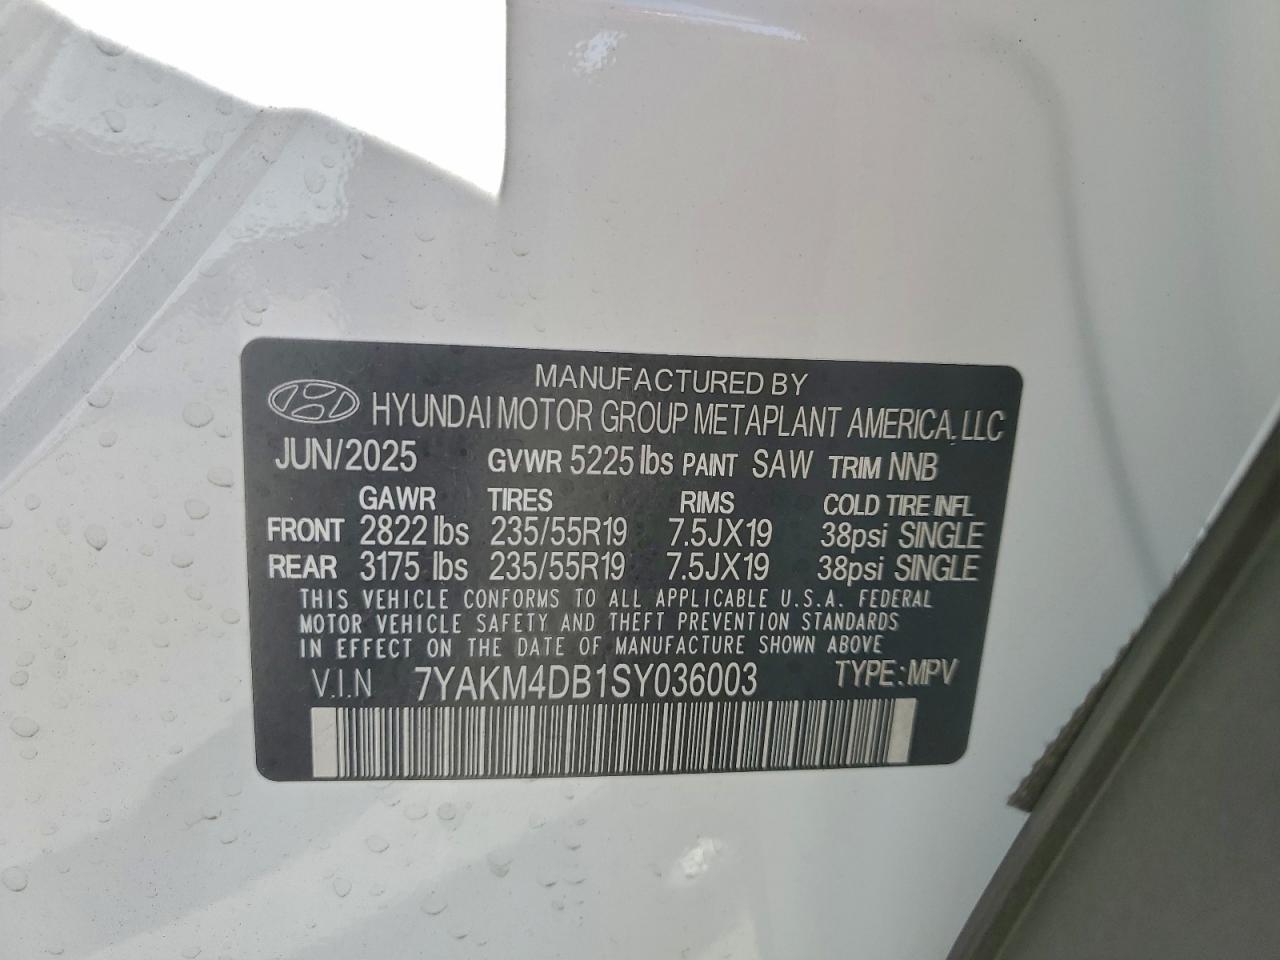 MANUFACTURED BY
HYUNDAI MOTOR GROUP METAPLANT AMERICA, LLC
JUN/2025 GVWR 5225 lbs PAINT SAW TRIM NNB
GAWR TIRES RIMS COLD TIRE INFL
FRONT 2822 lbs 235/55R19 7.5JX19 38psi SINGLE
REAR 3175 lbs 235/55R19 7.5JX19 38psi SINGLE
THIS VEHICLE CONFORMS TO ALL APPLICABLE U.S.A. FEDERAL
MOTOR VEHICLE SAFETY AND THEFT PREVENTION STANDARDS
IN EFFECT ON THE DATE OF MANUFACTURE SHOWN ABOVE
V.I.N 7YAKM4DB1SY036003 TYPE:MPV